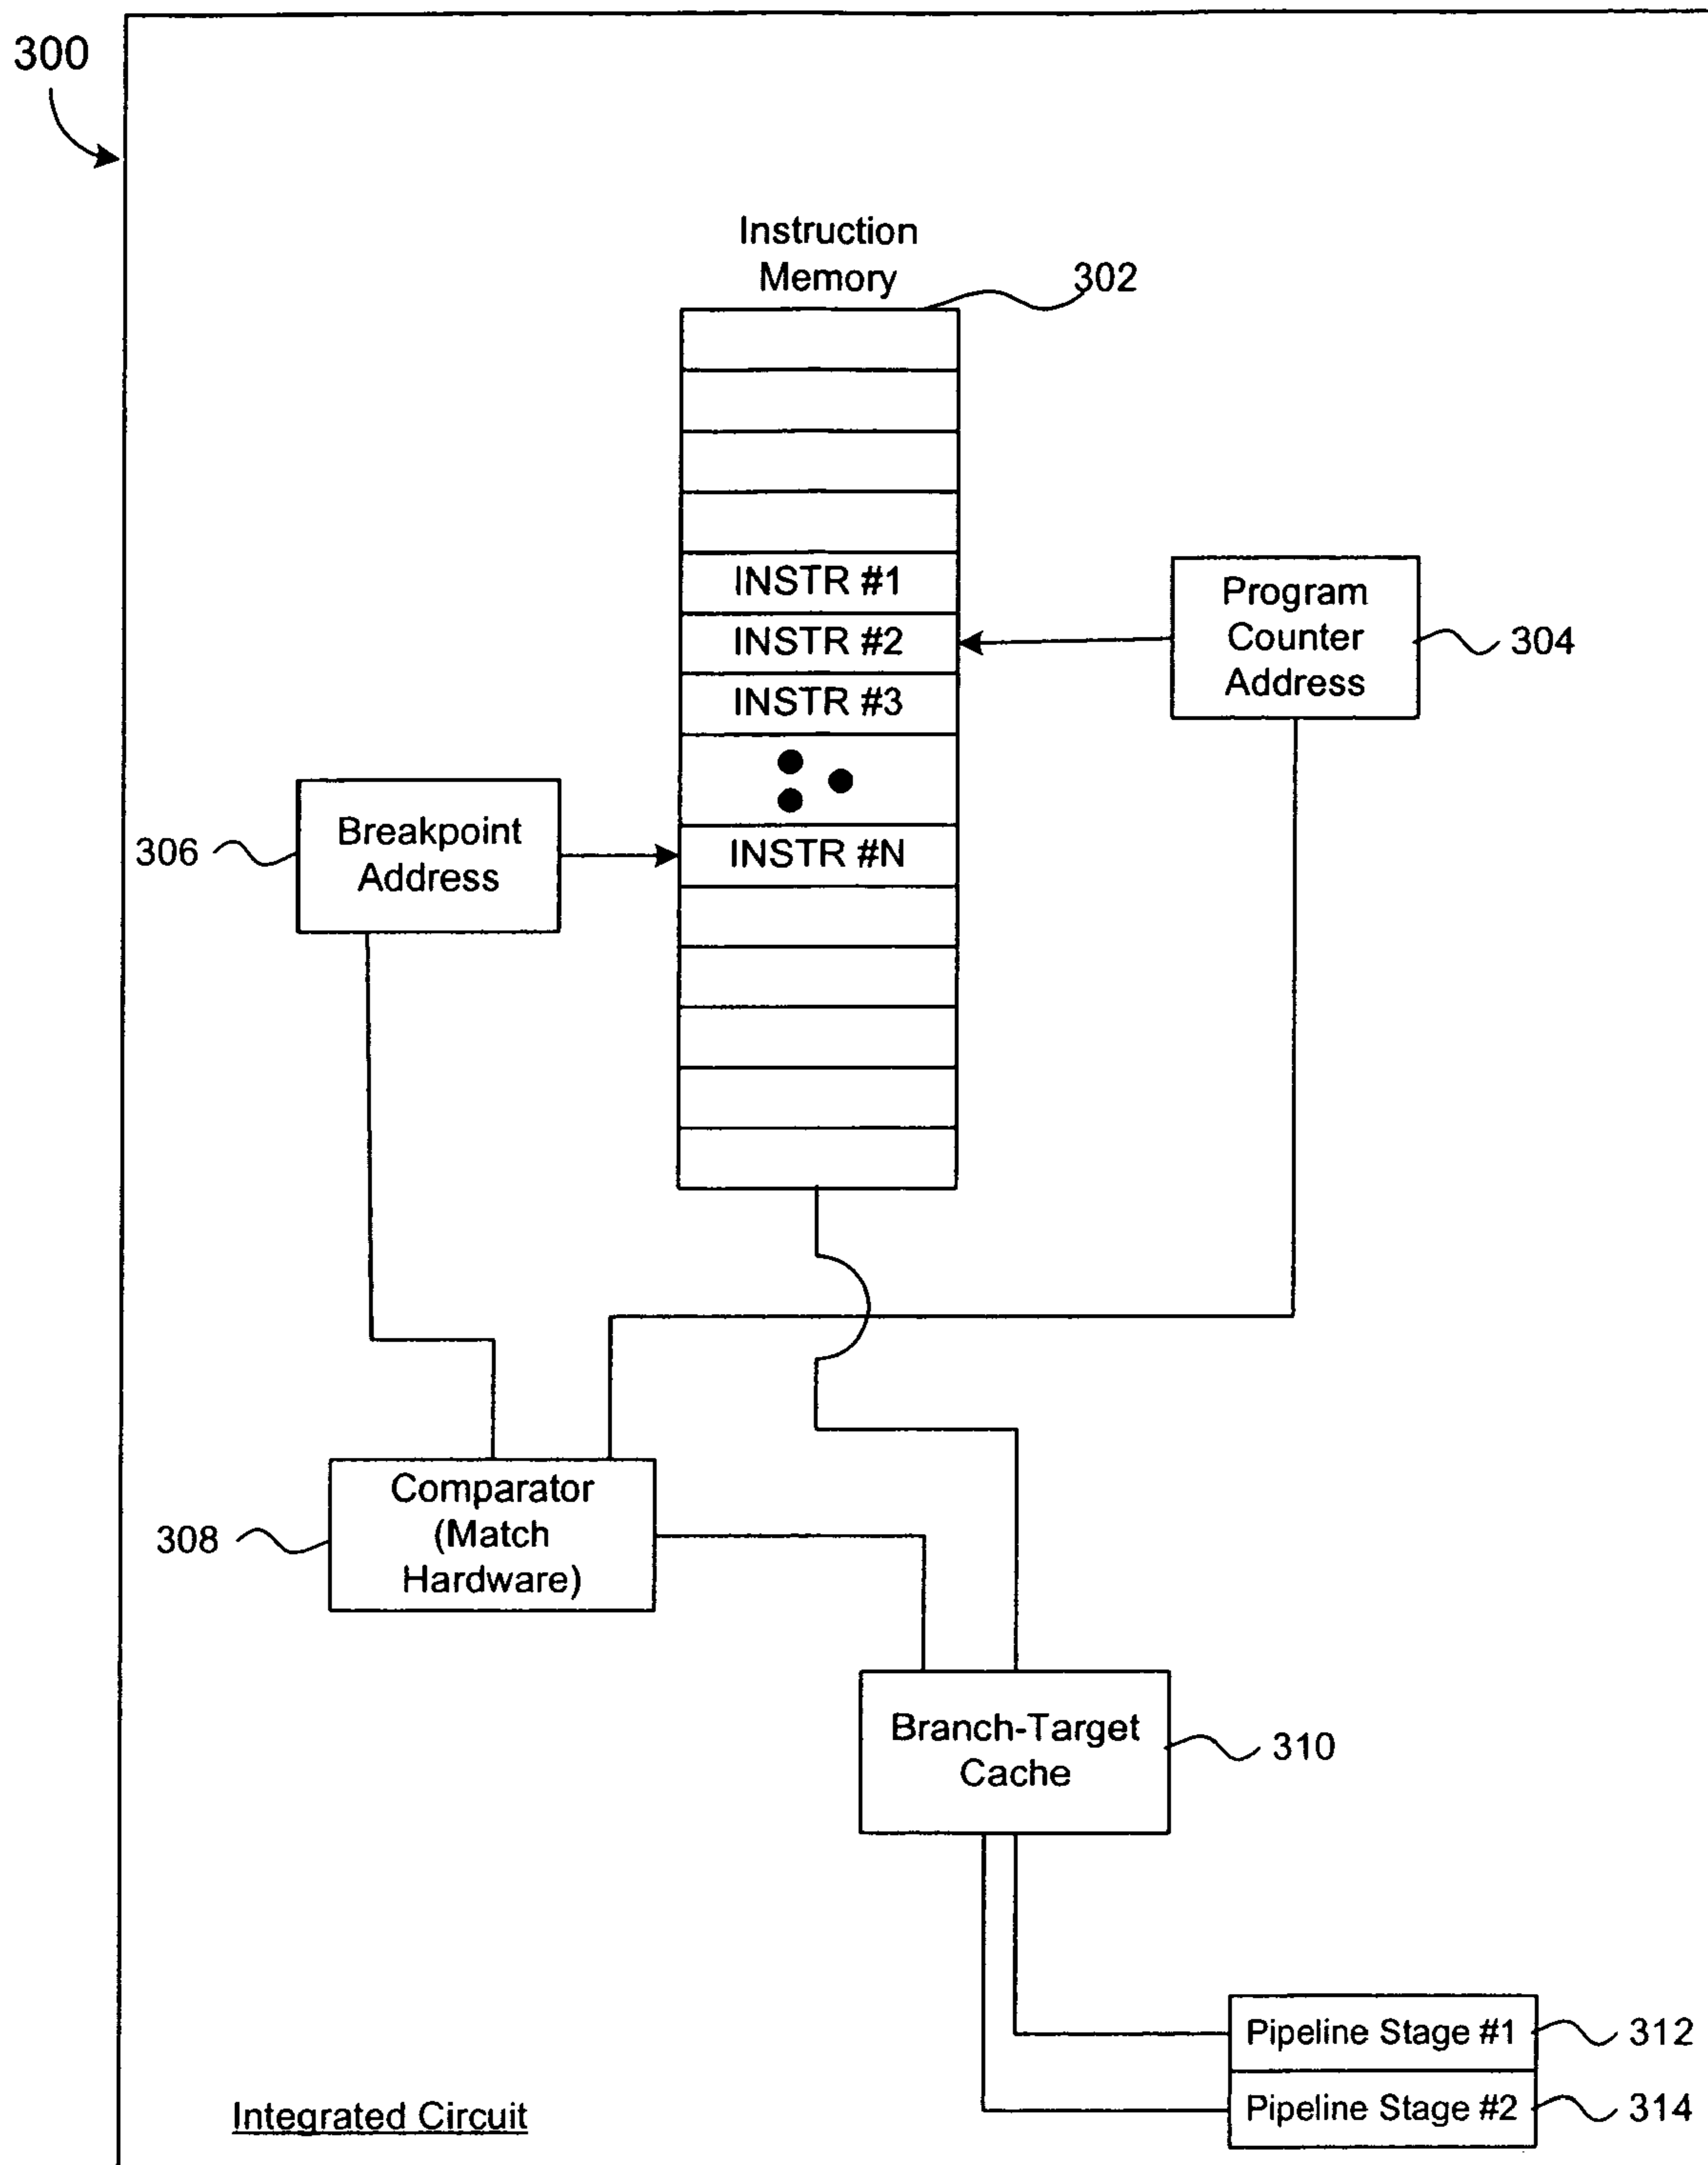 300
Instruction
Memory
302
INSTR #1
INSTR #2
INSTR #3
INSTR #N
Program
Counter
Address
304
306
Breakpoint
Address
308
Comparator
(Match
Hardware)
Branch-Target
Cache
310
Pipeline Stage #1
312
Pipeline Stage #2
314
Integrated Circuit